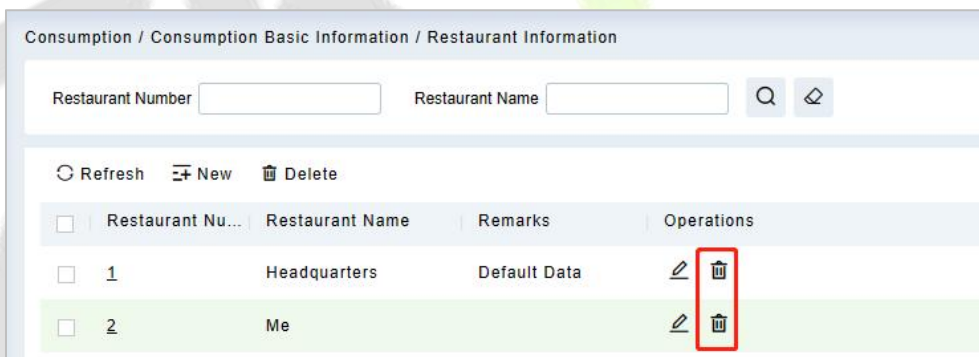 Consumption / Consumption Basic Information / Restaurant Information
Restaurant Number Restaurant Name
Refresh New Delete
Restaurant Nu... Restaurant Name Remarks Operations
1 Headquarters Default Data
2 Me